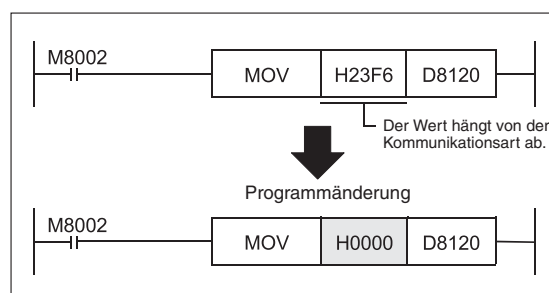 M8002
MOV H23F6 D8120
Der Wert hängt von der
Kommunikationsart ab.
Programmänderung
M8002
MOV H0000 D8120